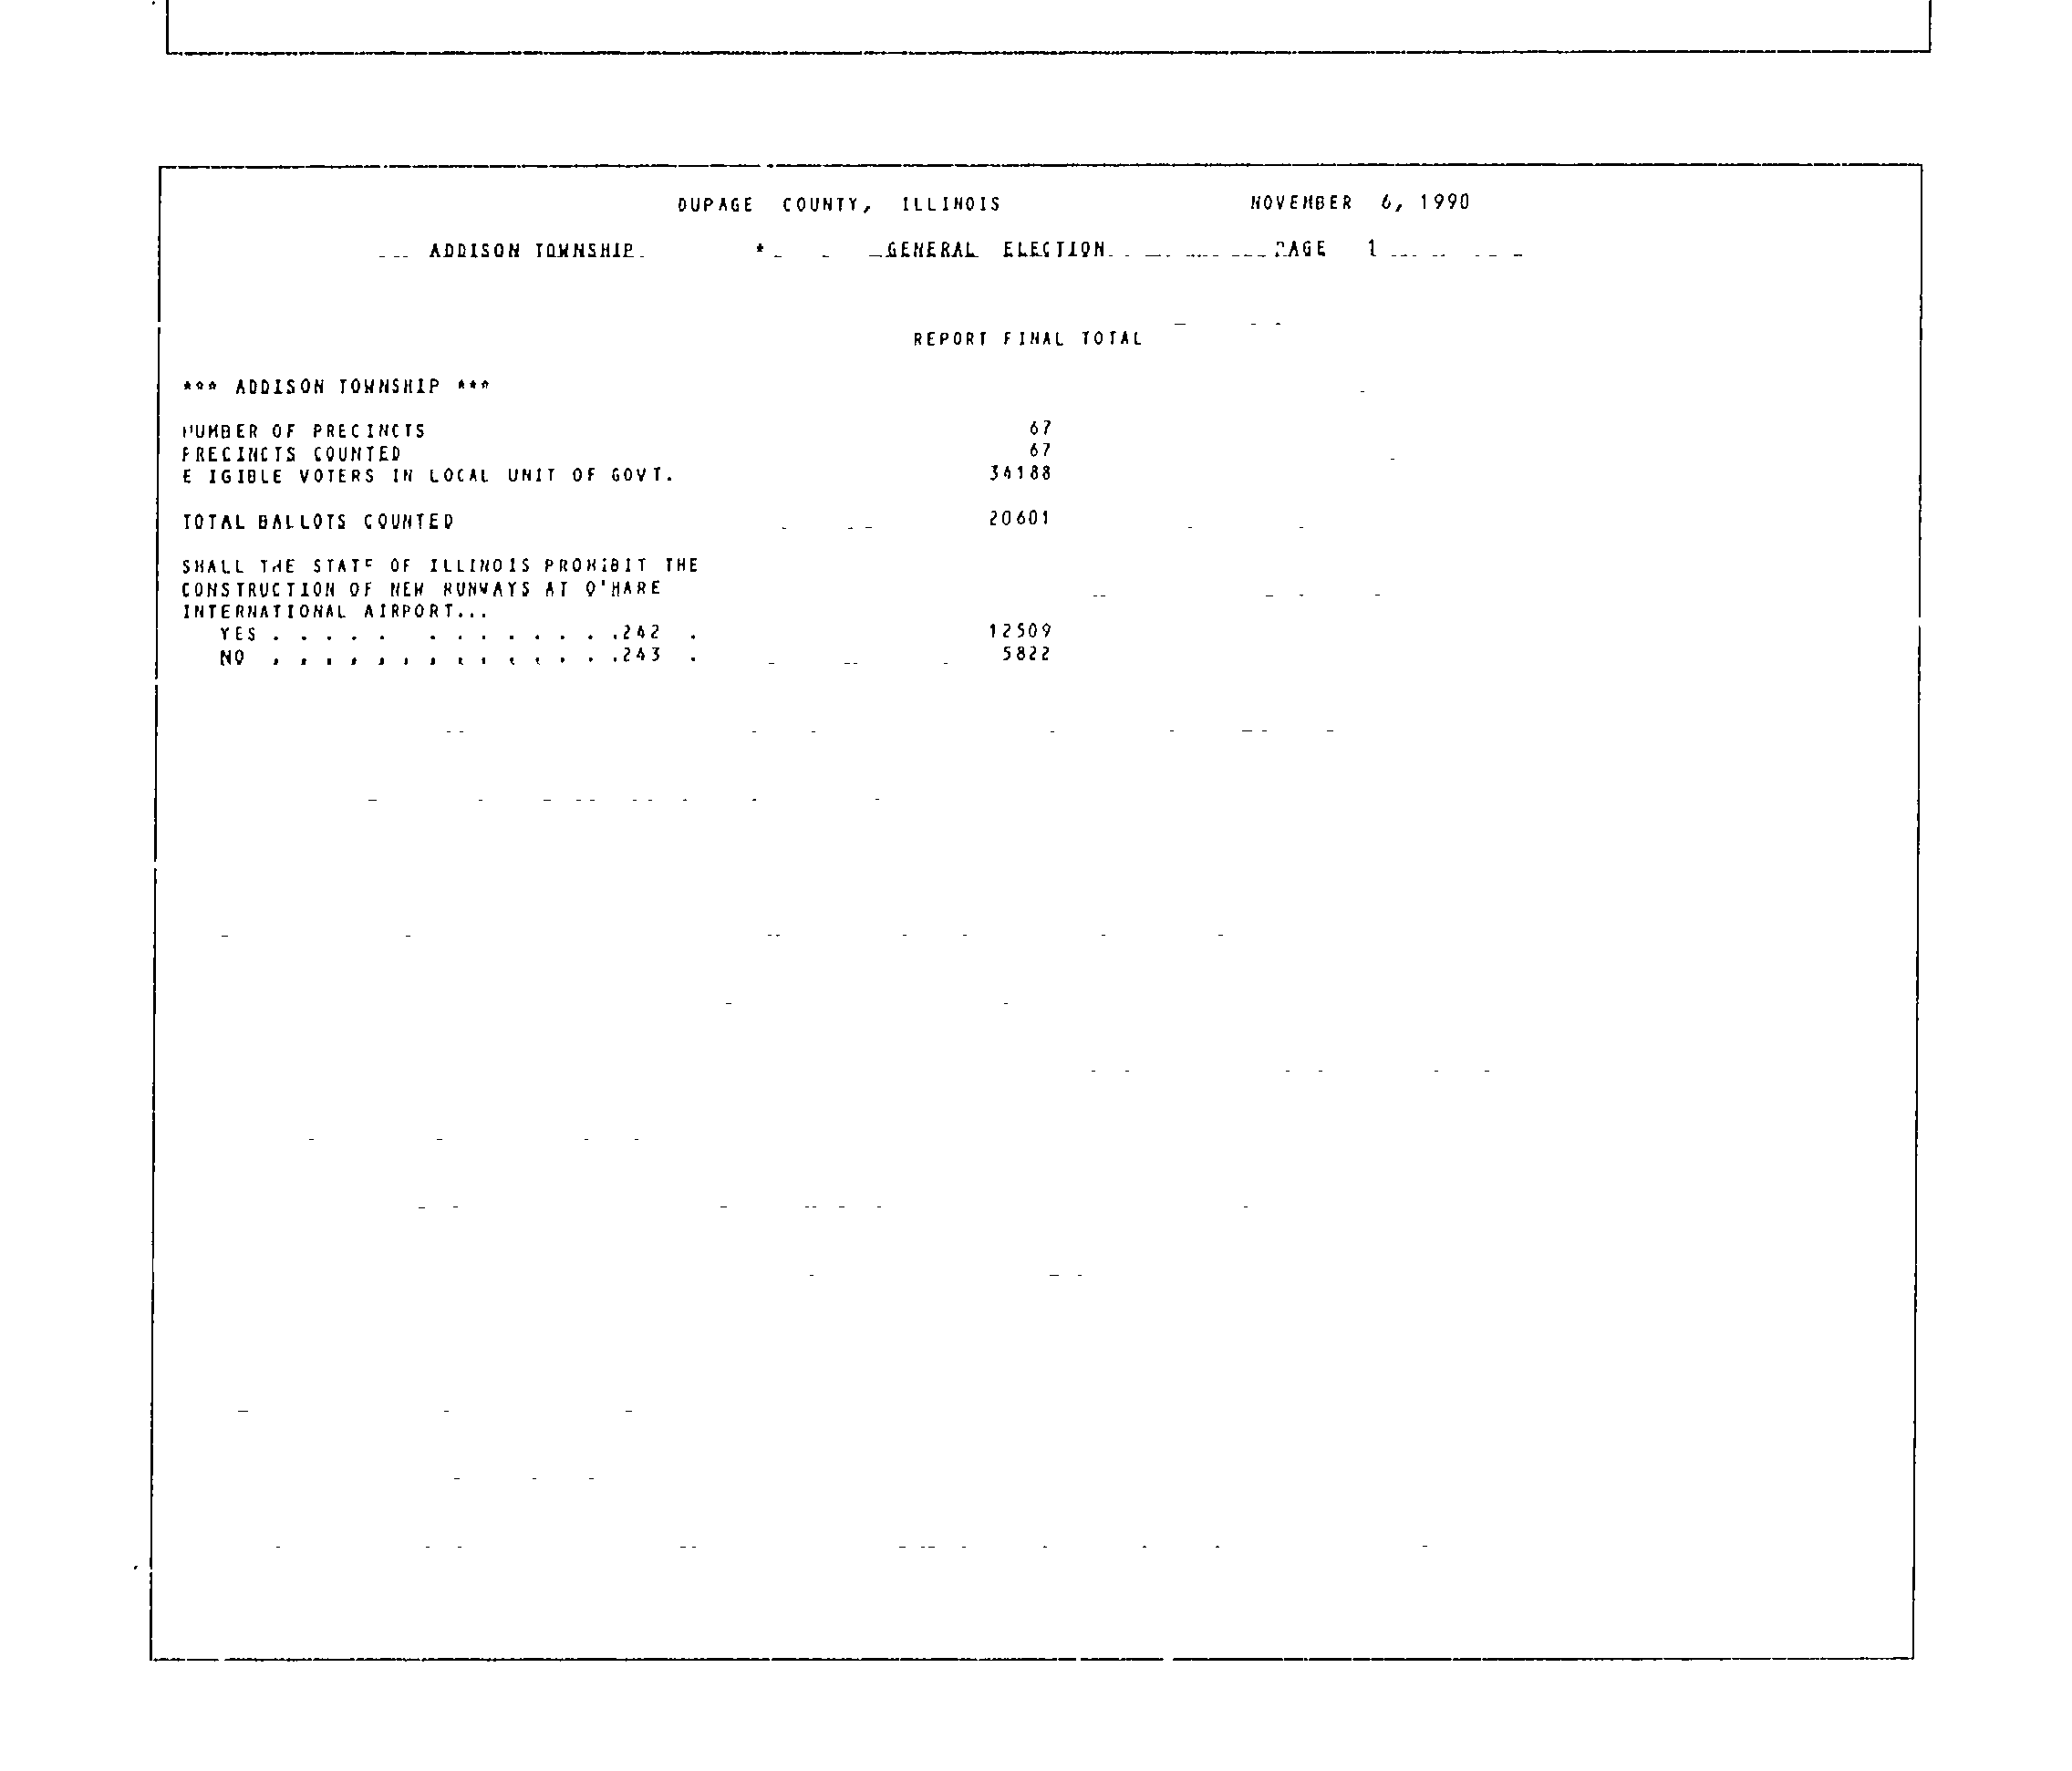 DUPAGE COUNTY, ILLINOIS NOVEMBER 6, 1990
ADDISON TOWNSHIP * GENERAL ELECTION PAGE 1
REPORT FINAL TOTAL
*** ADDISON TOWNSHIP ***
NUMBER OF PRECINCTS 67
PRECINCTS COUNTED 67
E IGIBLE VOTERS IN LOCAL UNIT OF GOVT. 34188
TOTAL BALLOTS COUNTED 20601
SHALL THE STATE OF ILLINOIS PROHIBIT THE
CONSTRUCTION OF NEW RUNWAYS AT O'HARE
INTERNATIONAL AIRPORT...
YES . . . . . . . . . . . . .242 . 12509
NO . . . . . . . . . . . . . .243 . 5822